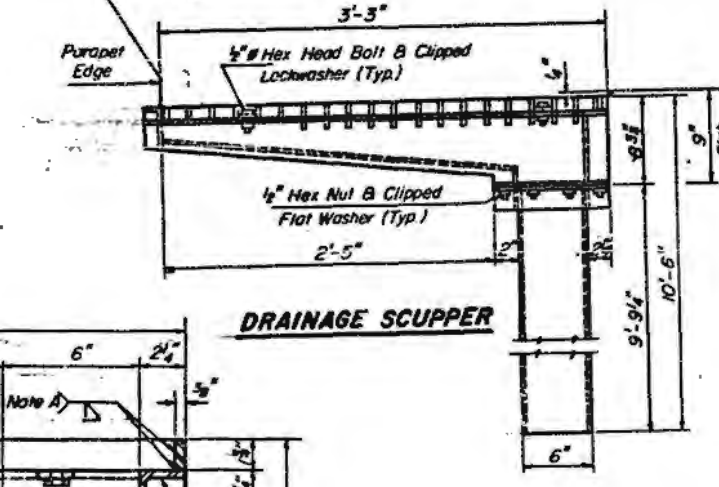 3'-3"
Parapet
Edge
½"ø Hex Head Bolt & Clipped
Lockwasher (Typ.)
8¾"
9"
½" Hex Nut & Clipped
Flat Washer (Typ.)
2'-5"
9'-9¼"
10'-6"
DRAINAGE SCUPPER
6"
2¼"
Note A
6"